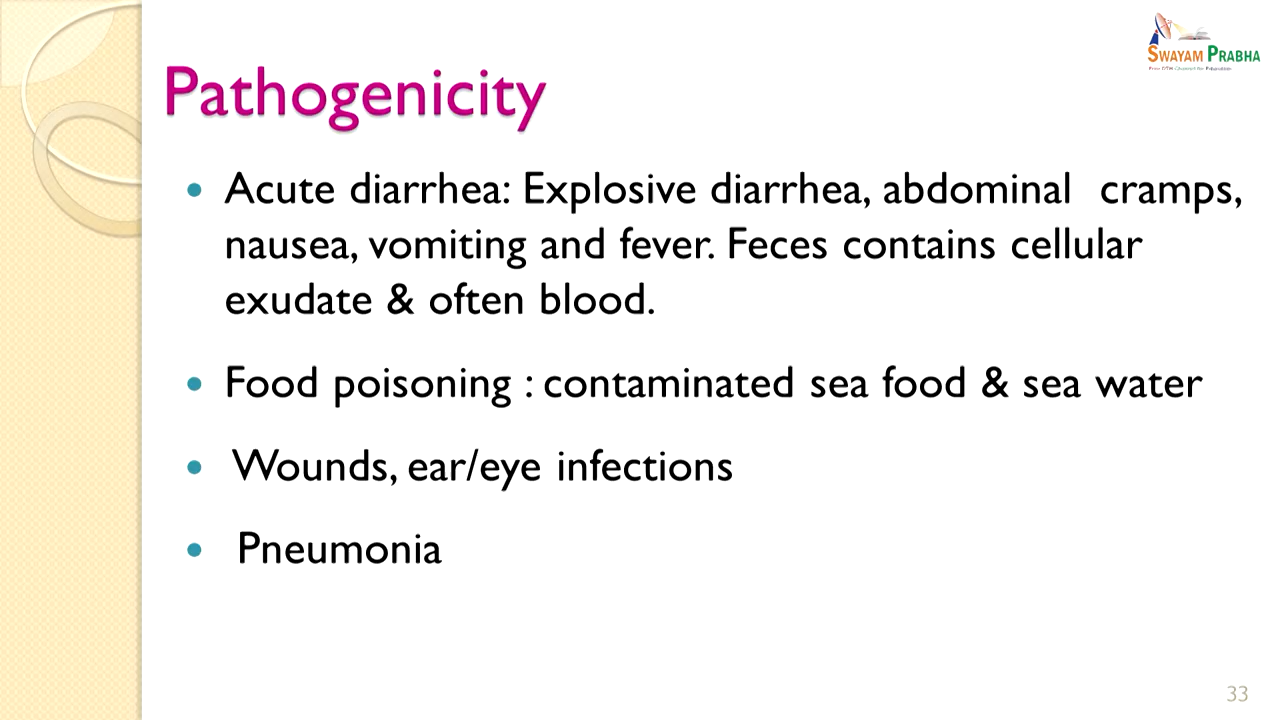 SWAYAM PRABHA
Pathogenicity
• Acute diarrhea: Explosive diarrhea, abdominal cramps,
nausea, vomiting and fever. Feces contains cellular
exudate & often blood.
• Food poisoning : contaminated sea food & sea water
• Wounds, ear/eye infections
• Pneumonia
33